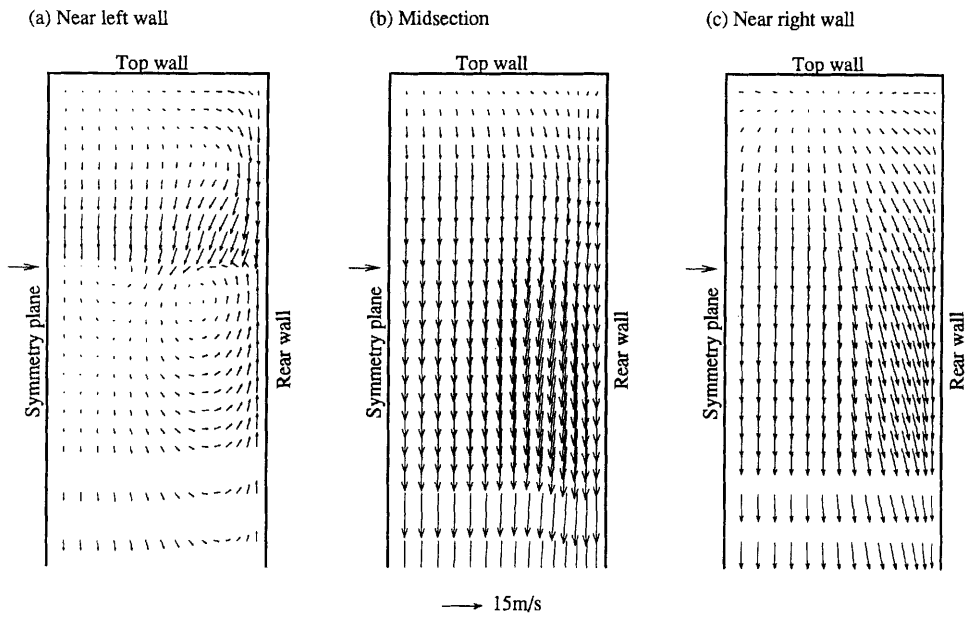 (a) Near left wall
Top wall
Symmetry plane
Rear wall
(b) Midsection
Top wall
Symmetry plane
Rear wall
(c) Near right wall
Top wall
Symmetry plane
Rear wall
15m/s